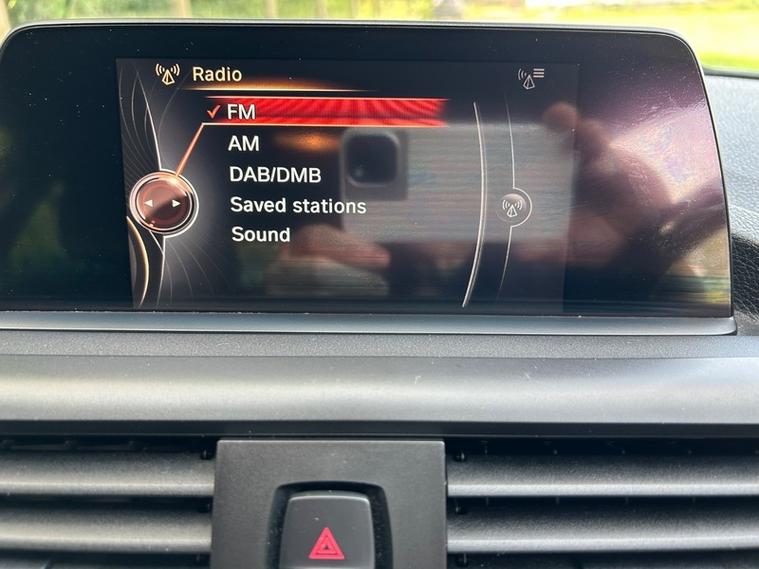 Radio
FM
AM
DAB/DMB
Saved stations
Sound